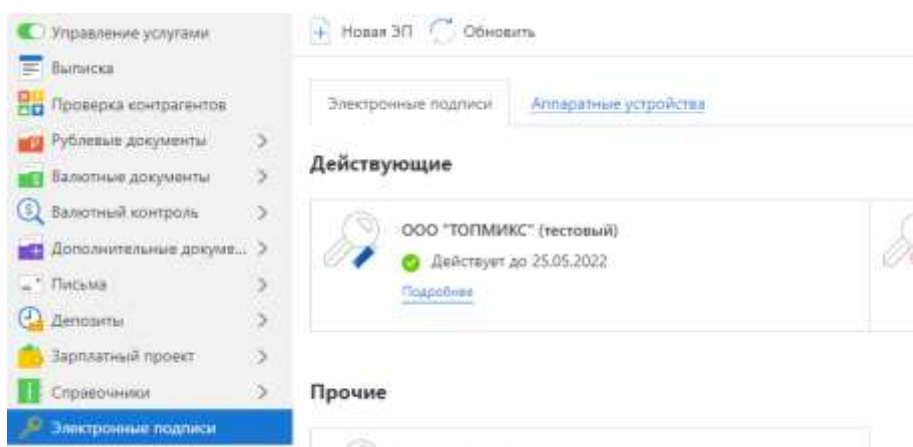 Управление услугами
Выписка
Проверка контрагентов
Рублевые документы
Валютные документы
Валютный контроль
Дополнительные докуме...
Письма
Депозиты
Зарплатный проект
Справочники
Электронные подписи
Новая ЭП Обновить
Электронные подписи Аппаратные устройства
Действующие
ООО "ТОПМИКС" (тестовый)
Действует до 25.05.2022
Подробнее
Прочие